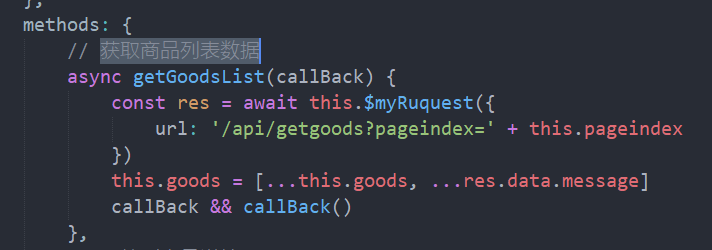 },
methods: {
// 获取商品列表数据
async getGoodsList(callBack) {
const res = await this.$myRuquest({
url: '/api/getgoods?pageindex=' + this.pageindex
})
this.goods = [...this.goods, ...res.data.message]
callBack && callBack()
},